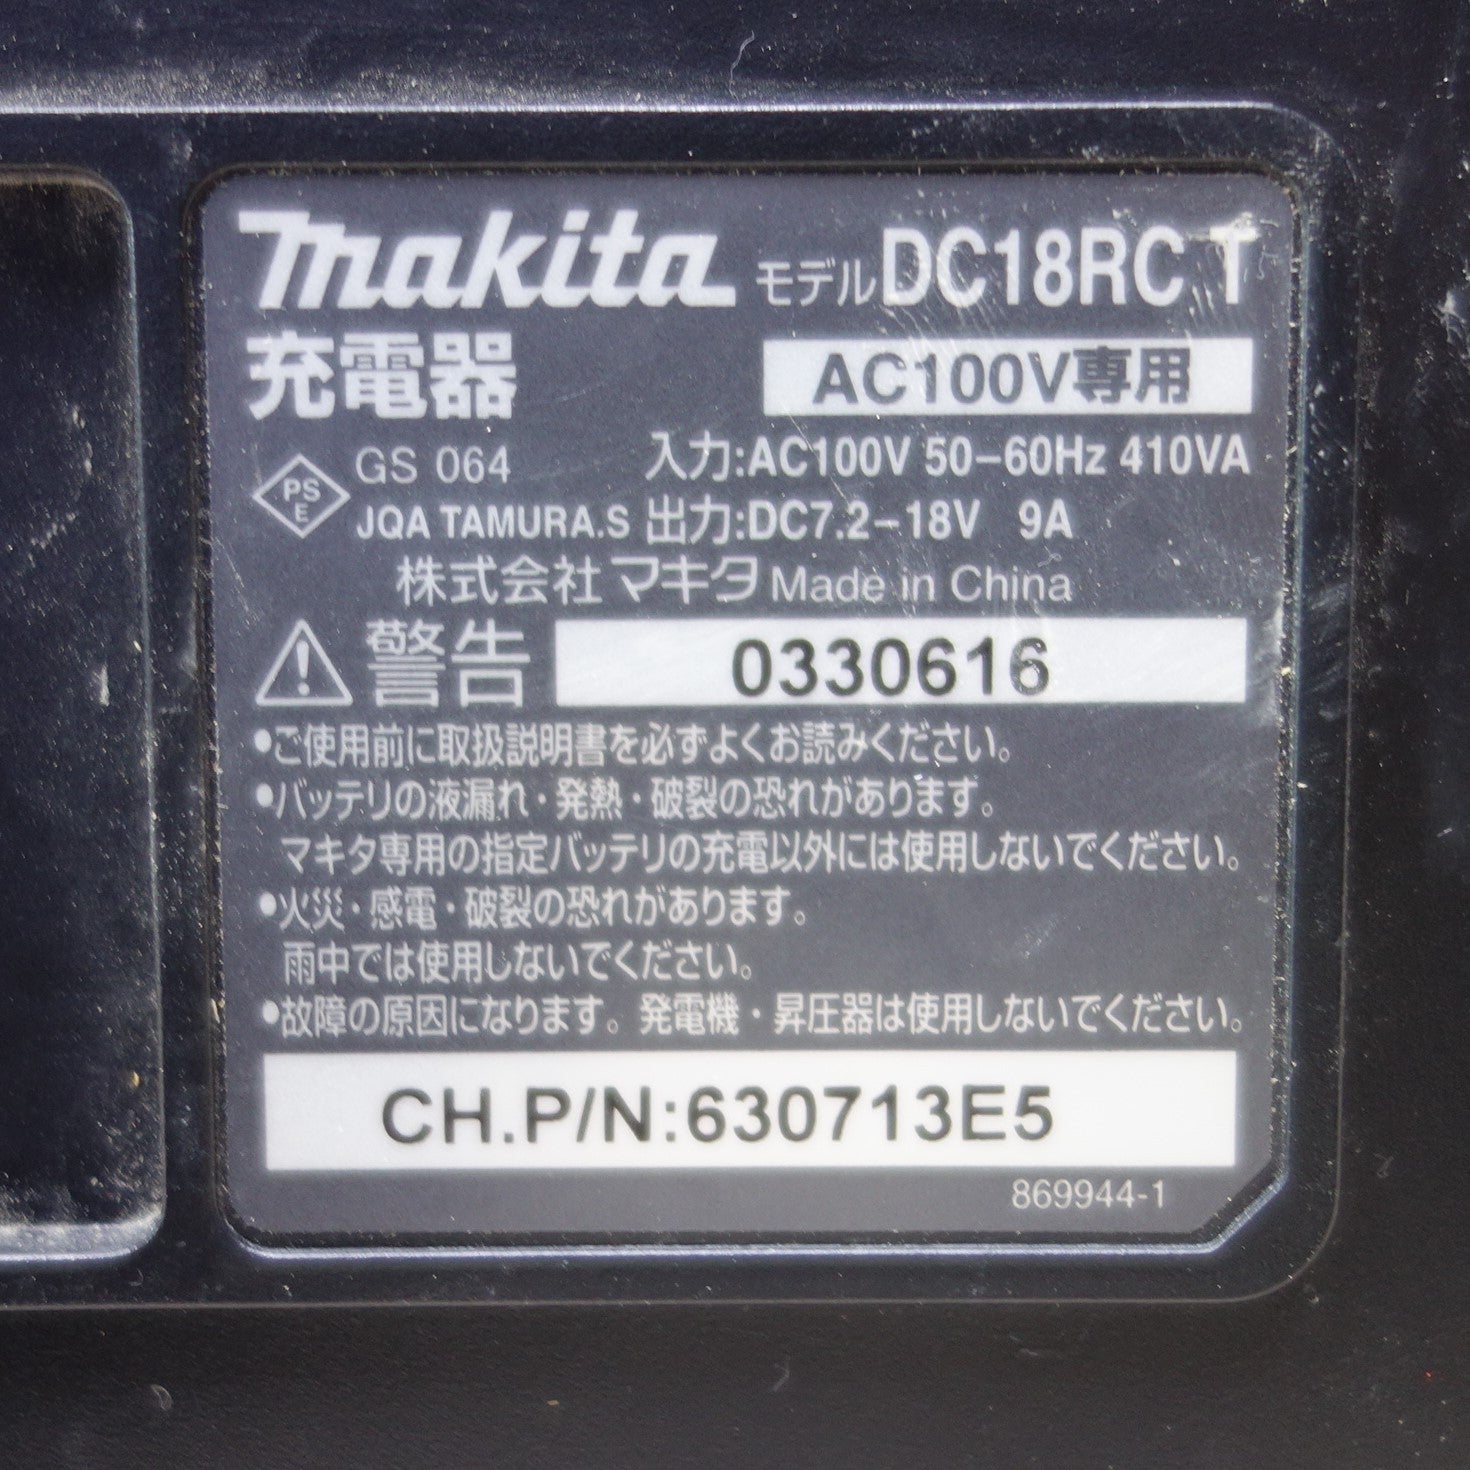 makita モデル DC18RC T
充電器 AC100V専用
PSE GS 064 入力:AC100V 50-60Hz 410VA
JQA TAMURA.S 出力:DC7.2-18V 9A
株式会社マキタ Made in China
警告 0330616
•ご使用前に取扱説明書を必ずよくお読みください。
•バッテリの液漏れ・発熱・破裂の恐れがあります。
マキタ専用の指定バッテリの充電以外には使用しないでください。
•火災・感電・破裂の恐れがあります。
雨中では使用しないでください。
•故障の原因になります。発電機・昇圧器は使用しないでください。
CH.P/N:630713E5
869944-1